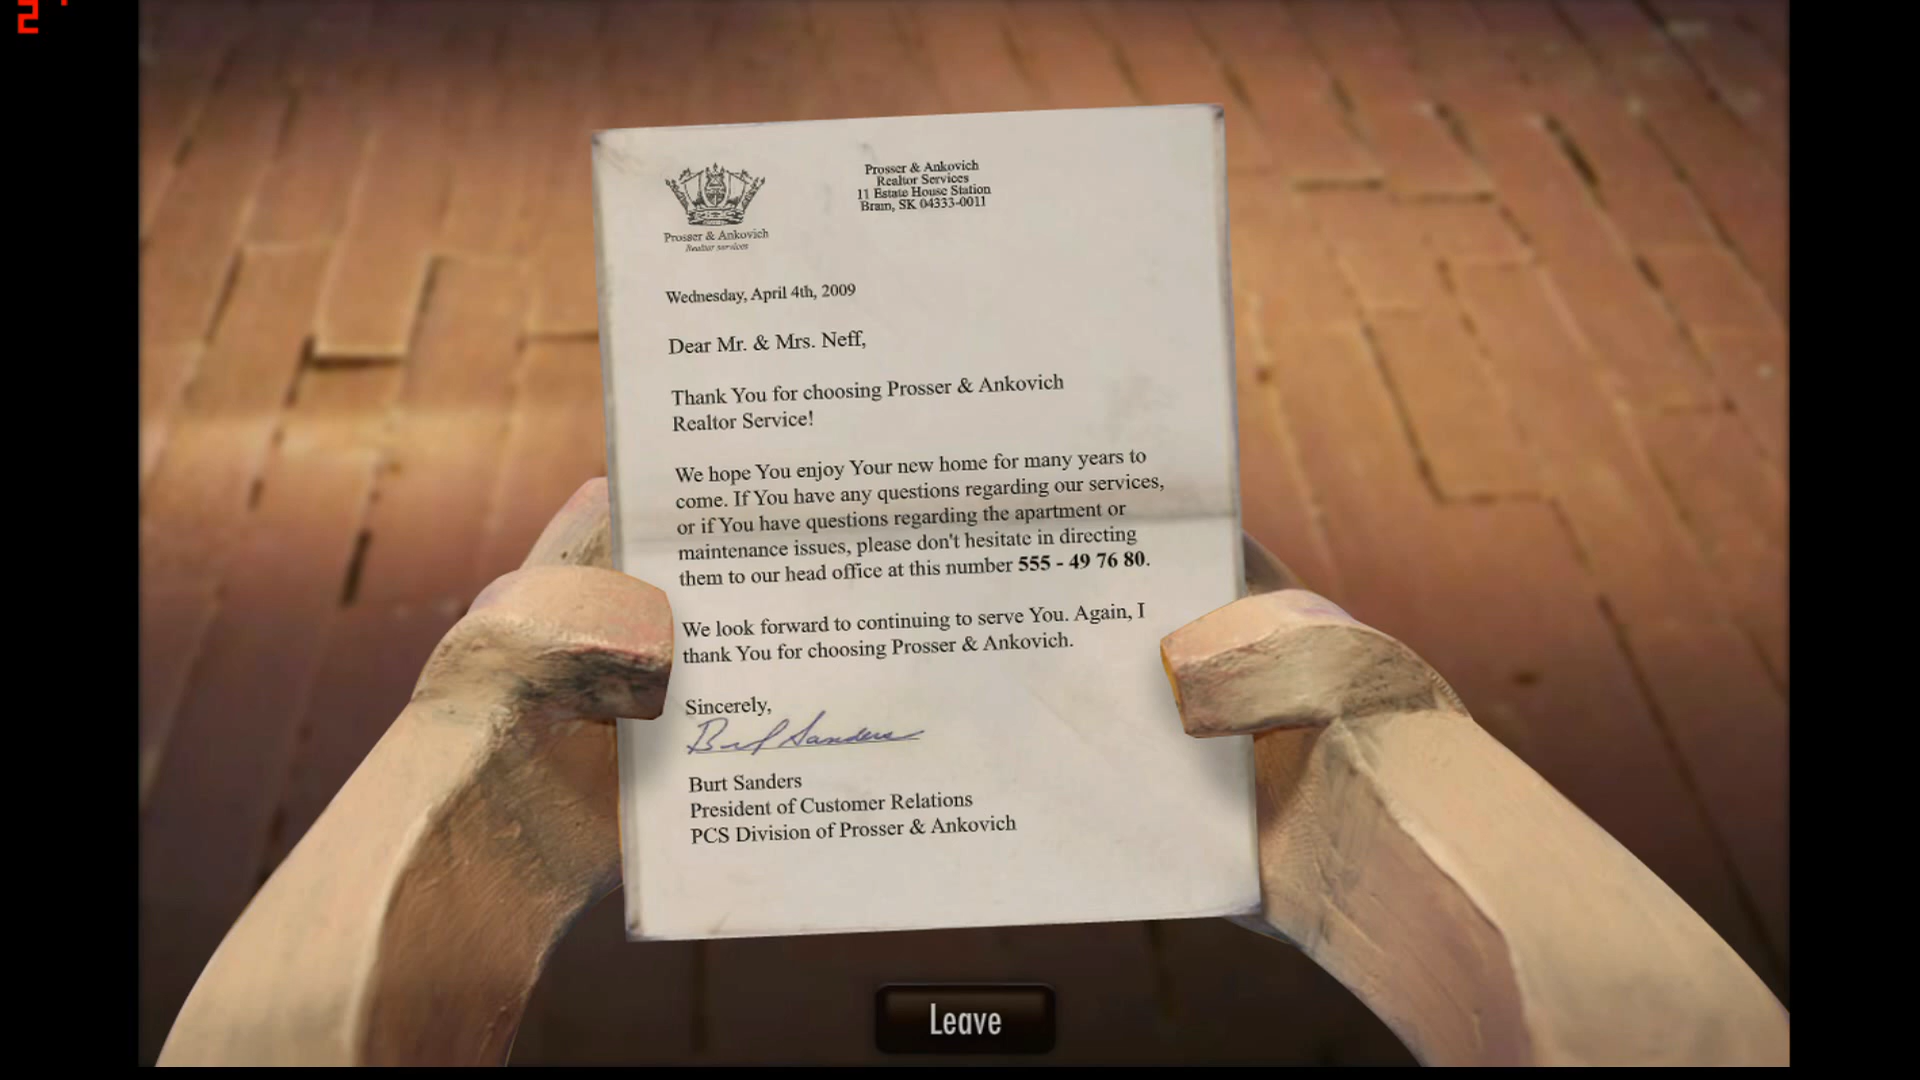 Prosser & Ankovich
Realtor Services
11 Estate House Station
Bram, SK 04333-0011
Prosser & Ankovich
Realtor services
Wednesday, April 4th, 2009
Dear Mr. & Mrs. Neff,
Thank You for choosing Prosser & Ankovich
Realtor Service!
We hope You enjoy Your new home for many years to
come. If You have any questions regarding our services,
or if You have questions regarding the apartment or
maintenance issues, please don't hesitate in directing
them to our head office at this number 555 - 49 76 80.
We look forward to continuing to serve You. Again, I
thank You for choosing Prosser & Ankovich.
Sincerely,
Burt Sanders
Burt Sanders
President of Customer Relations
PCS Division of Prosser & Ankovich
Leave